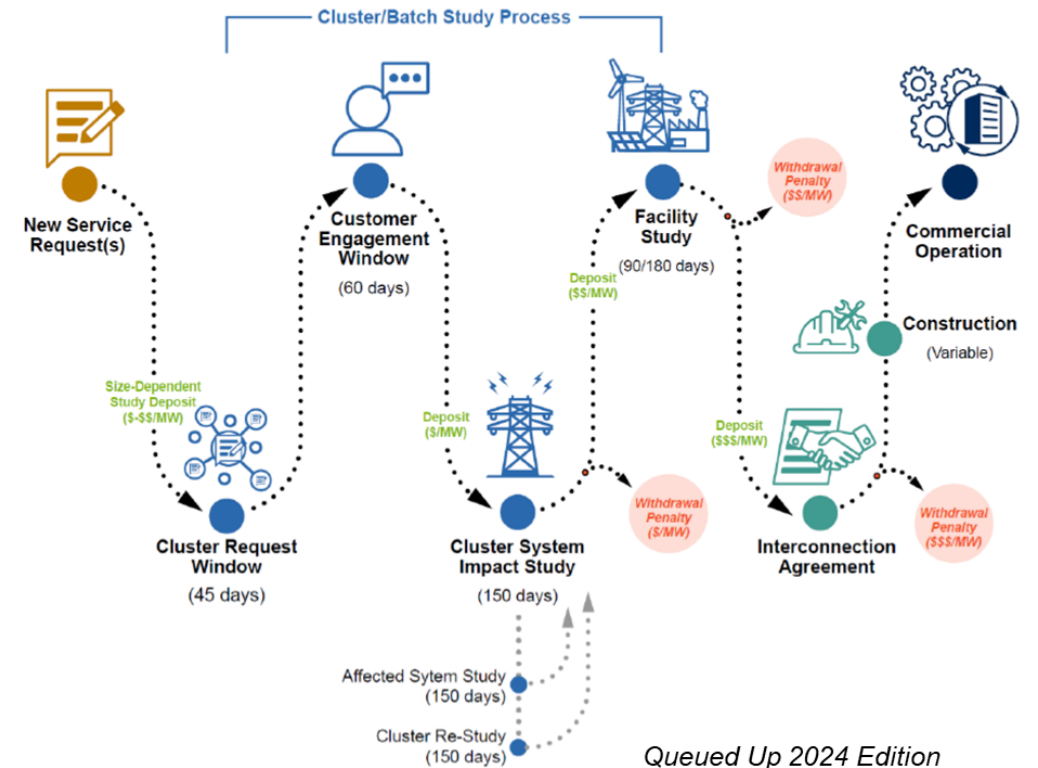 Cluster/Batch Study Process
New Service
Request(s)
Size-Dependent
Study Deposit
($-$$/MW)
Cluster Request
Window
(45 days)
Customer
Engagement
Window
(60 days)
Deposit
($/MW)
Cluster System
Impact Study
(150 days)
Affected Sytem Study
(150 days)
Cluster Re-Study
(150 days)
Withdrawal
Penalty
($/MW)
Deposit
($$/MW)
Facility
Study
(90/180 days)
Withdrawal
Penalty
($$/MW)
Deposit
($$$/MW)
Interconnection
Agreement
Withdrawal
Penalty
($$$/MW)
Construction
(Variable)
Commercial
Operation
Queued Up 2024 Edition